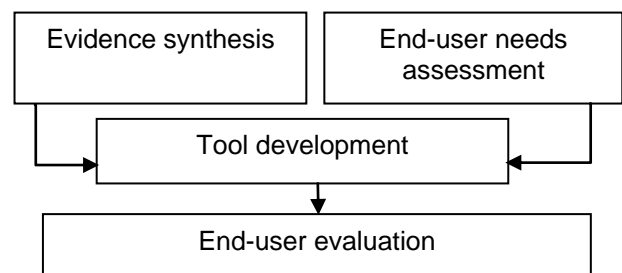 Evidence synthesis
End-user needs
assessment
Tool development
End-user evaluation